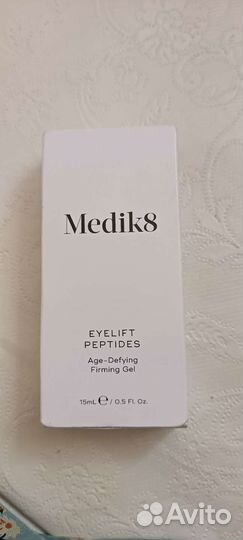 Medik8
EYELIFT
PEPTIDES
Age-Defying
Firming Gel
15mL ℮ / 0.5 Fl. Oz.
Avito